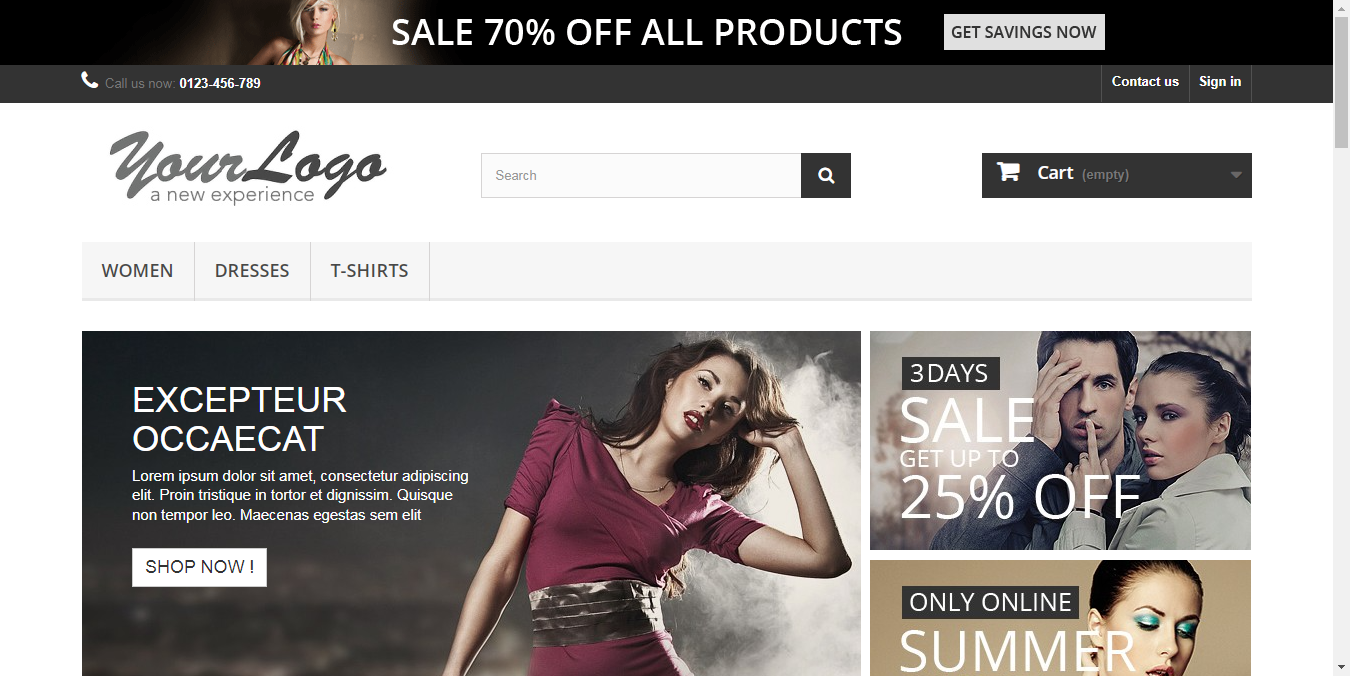 SALE 70% OFF ALL PRODUCTS
GET SAVINGS NOW
Call us now: 0123-456-789
Contact us
Sign in
YourLogo
a new experience
Search
Cart (empty)
WOMEN
DRESSES
T-SHIRTS
EXCEPTEUR
OCCAECAT
Lorem ipsum dolor sit amet, consectetur adipiscing
elit. Proin tristique in tortor et dignissim. Quisque
non tempor leo. Maecenas egestas sem elit
SHOP NOW !
3 DAYS
SALE
GET UP TO
25% OFF
ONLY ONLINE
SUMMER